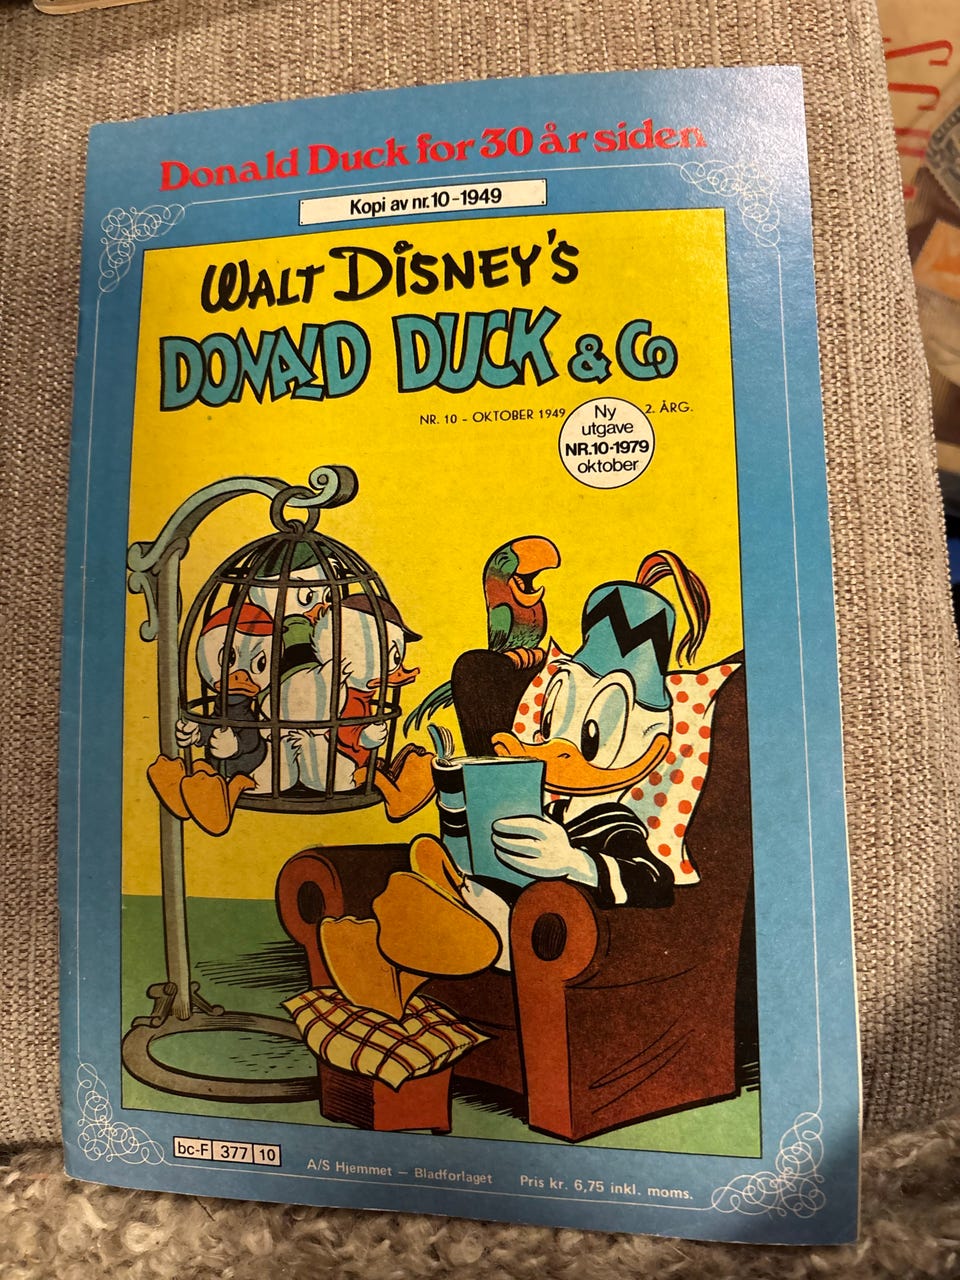 Donald Duck for 30 år siden
Kopi av nr. 10-1949
WALT DISNEY'S
DONALD DUCK & Co
NR. 10 - OKTOBER 1949
2. ÅRG.
Ny
utgave
NR.10-1979
oktober
bc-F 377 10
A/S Hjemmet — Bladforlaget
Pris kr. 6,75 inkl. moms.